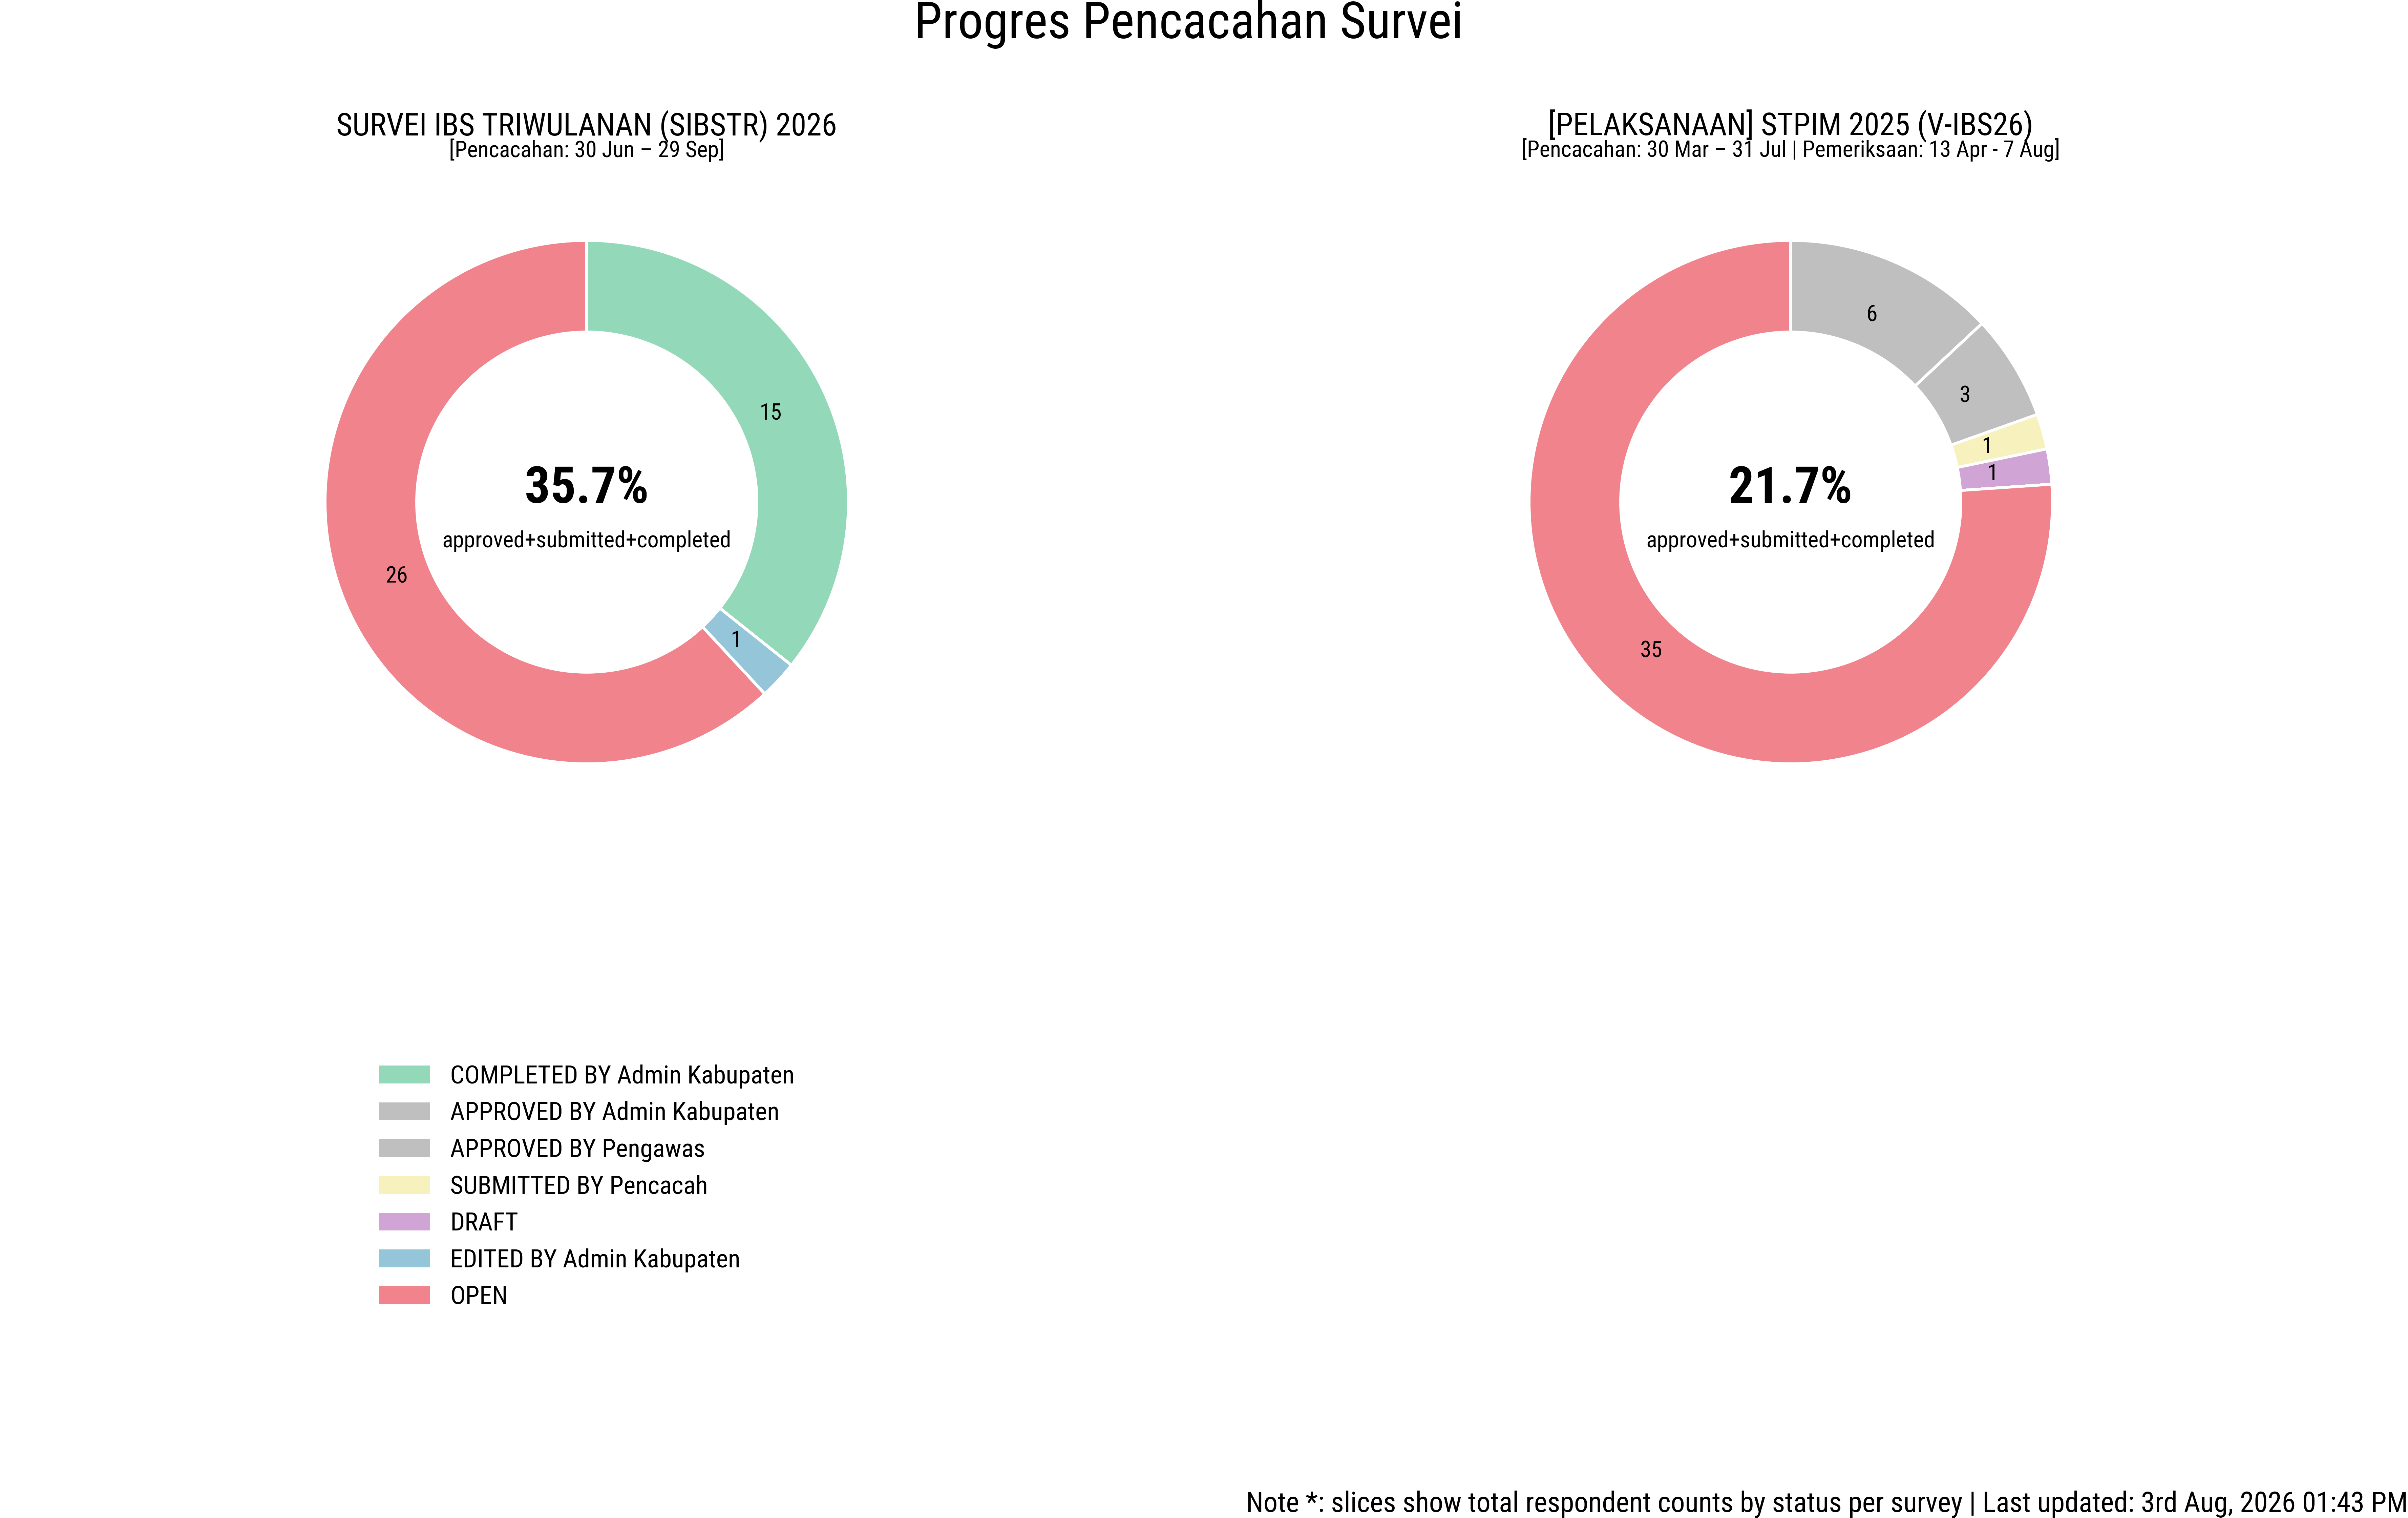 Progres Pencacahan Survei
SURVEI IBS TRIWULANAN (SIBSTR) 2026
[Pencacahan: 30 Jun – 29 Sep]
15
1
26
35.7%
approved+submitted+completed
[PELAKSANAAN] STPIM 2025 (V-IBS26)
[Pencacahan: 30 Mar – 31 Jul | Pemeriksaan: 13 Apr - 7 Aug]
6
3
1
1
35
21.7%
approved+submitted+completed
COMPLETED BY Admin Kabupaten
APPROVED BY Admin Kabupaten
APPROVED BY Pengawas
SUBMITTED BY Pencacah
DRAFT
EDITED BY Admin Kabupaten
OPEN
Note *: slices show total respondent counts by status per survey | Last updated: 3rd Aug, 2026 01:43 PM